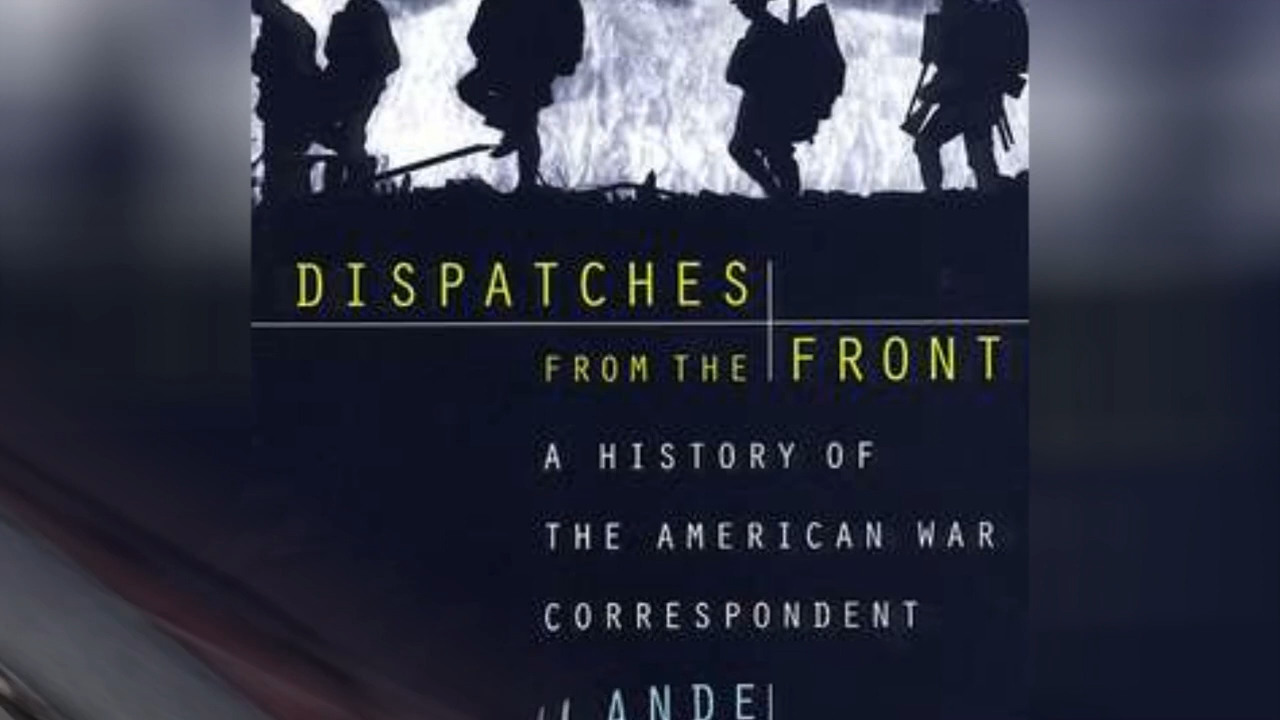 DISPATCHES
FROM THE FRONT
A HISTORY OF
THE AMERICAN WAR
CORRESPONDENT